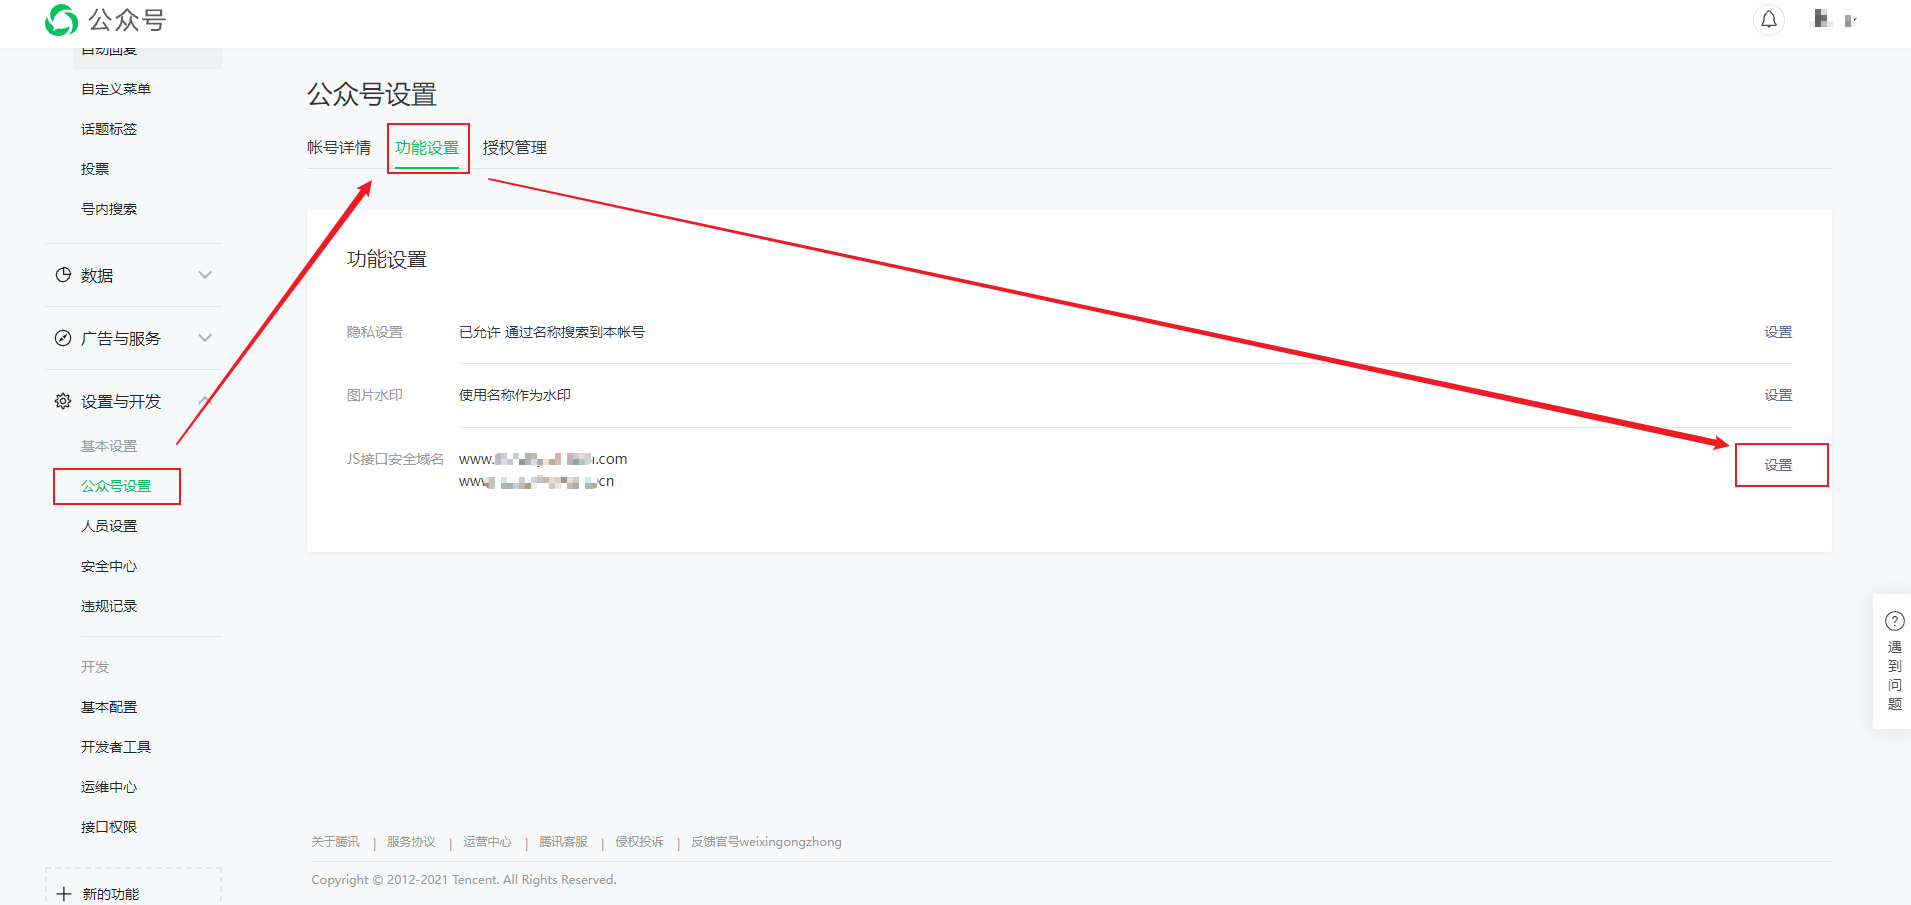 公众号
自动回复
自定义菜单
话题标签
投票
号内搜索
数据
广告与服务
设置与开发
基本设置
公众号设置
人员设置
安全中心
违规记录
开发
基本配置
开发者工具
运维中心
接口权限
新的功能
公众号设置
帐号详情 功能设置 授权管理
功能设置
隐私设置 已允许 通过名称搜索到本帐号 设置
图片水印 使用名称作为水印 设置
JS接口安全域名 www. .com 设置
www .cn
遇到问题
关于腾讯 | 服务协议 | 运营中心 | 腾讯客服 | 侵权投诉 | 反馈官号weixingongzhong
Copyright © 2012-2021 Tencent. All Rights Reserved.